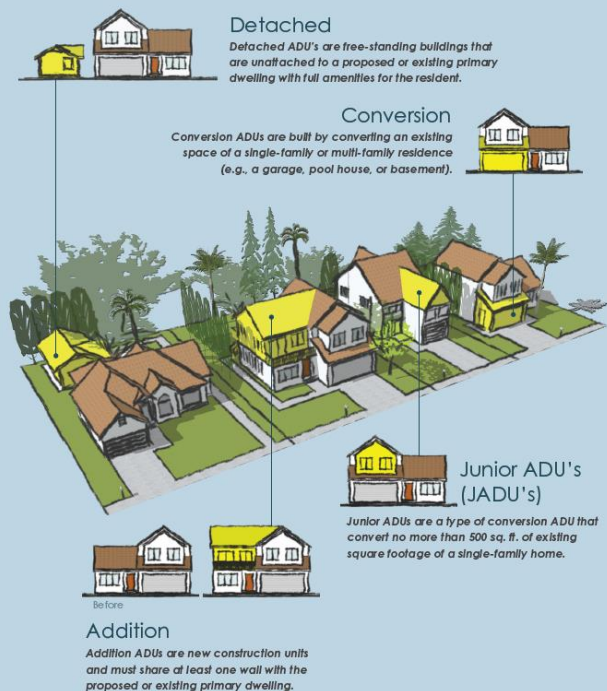 Detached
Detached ADU's are free-standing buildings that
are unattached to a proposed or existing primary
dwelling with full amenities for the resident.
Conversion
Conversion ADUs are built by converting an existing
space of a single-family or multi-family residence
(e.g., a garage, pool house, or basement).
Junior ADU's
(JADU's)
Junior ADUs are a type of conversion ADU that
convert no more than 500 sq. ft. of existing
square footage of a single-family home.
Before
Addition
Addition ADUs are new construction units
and must share at least one wall with the
proposed or existing primary dwelling.